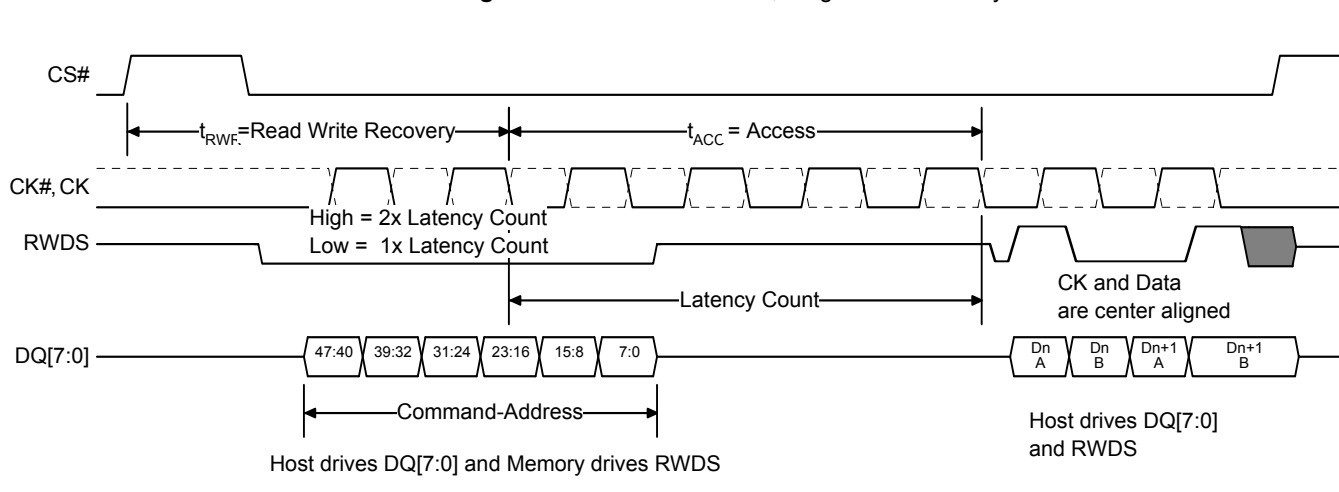 CS#
tRWR=Read Write Recovery
tACC = Access
CK#, CK
High = 2x Latency Count
Low = 1x Latency Count
RWDS
CK and Data
are center aligned
Latency Count
DQ[7:0]
47:40 39:32 31:24 23:16 15:8 7:0
Dn A
Dn B
Dn+1 A
Dn+1 B
Command-Address
Host drives DQ[7:0]
and RWDS
Host drives DQ[7:0] and Memory drives RWDS